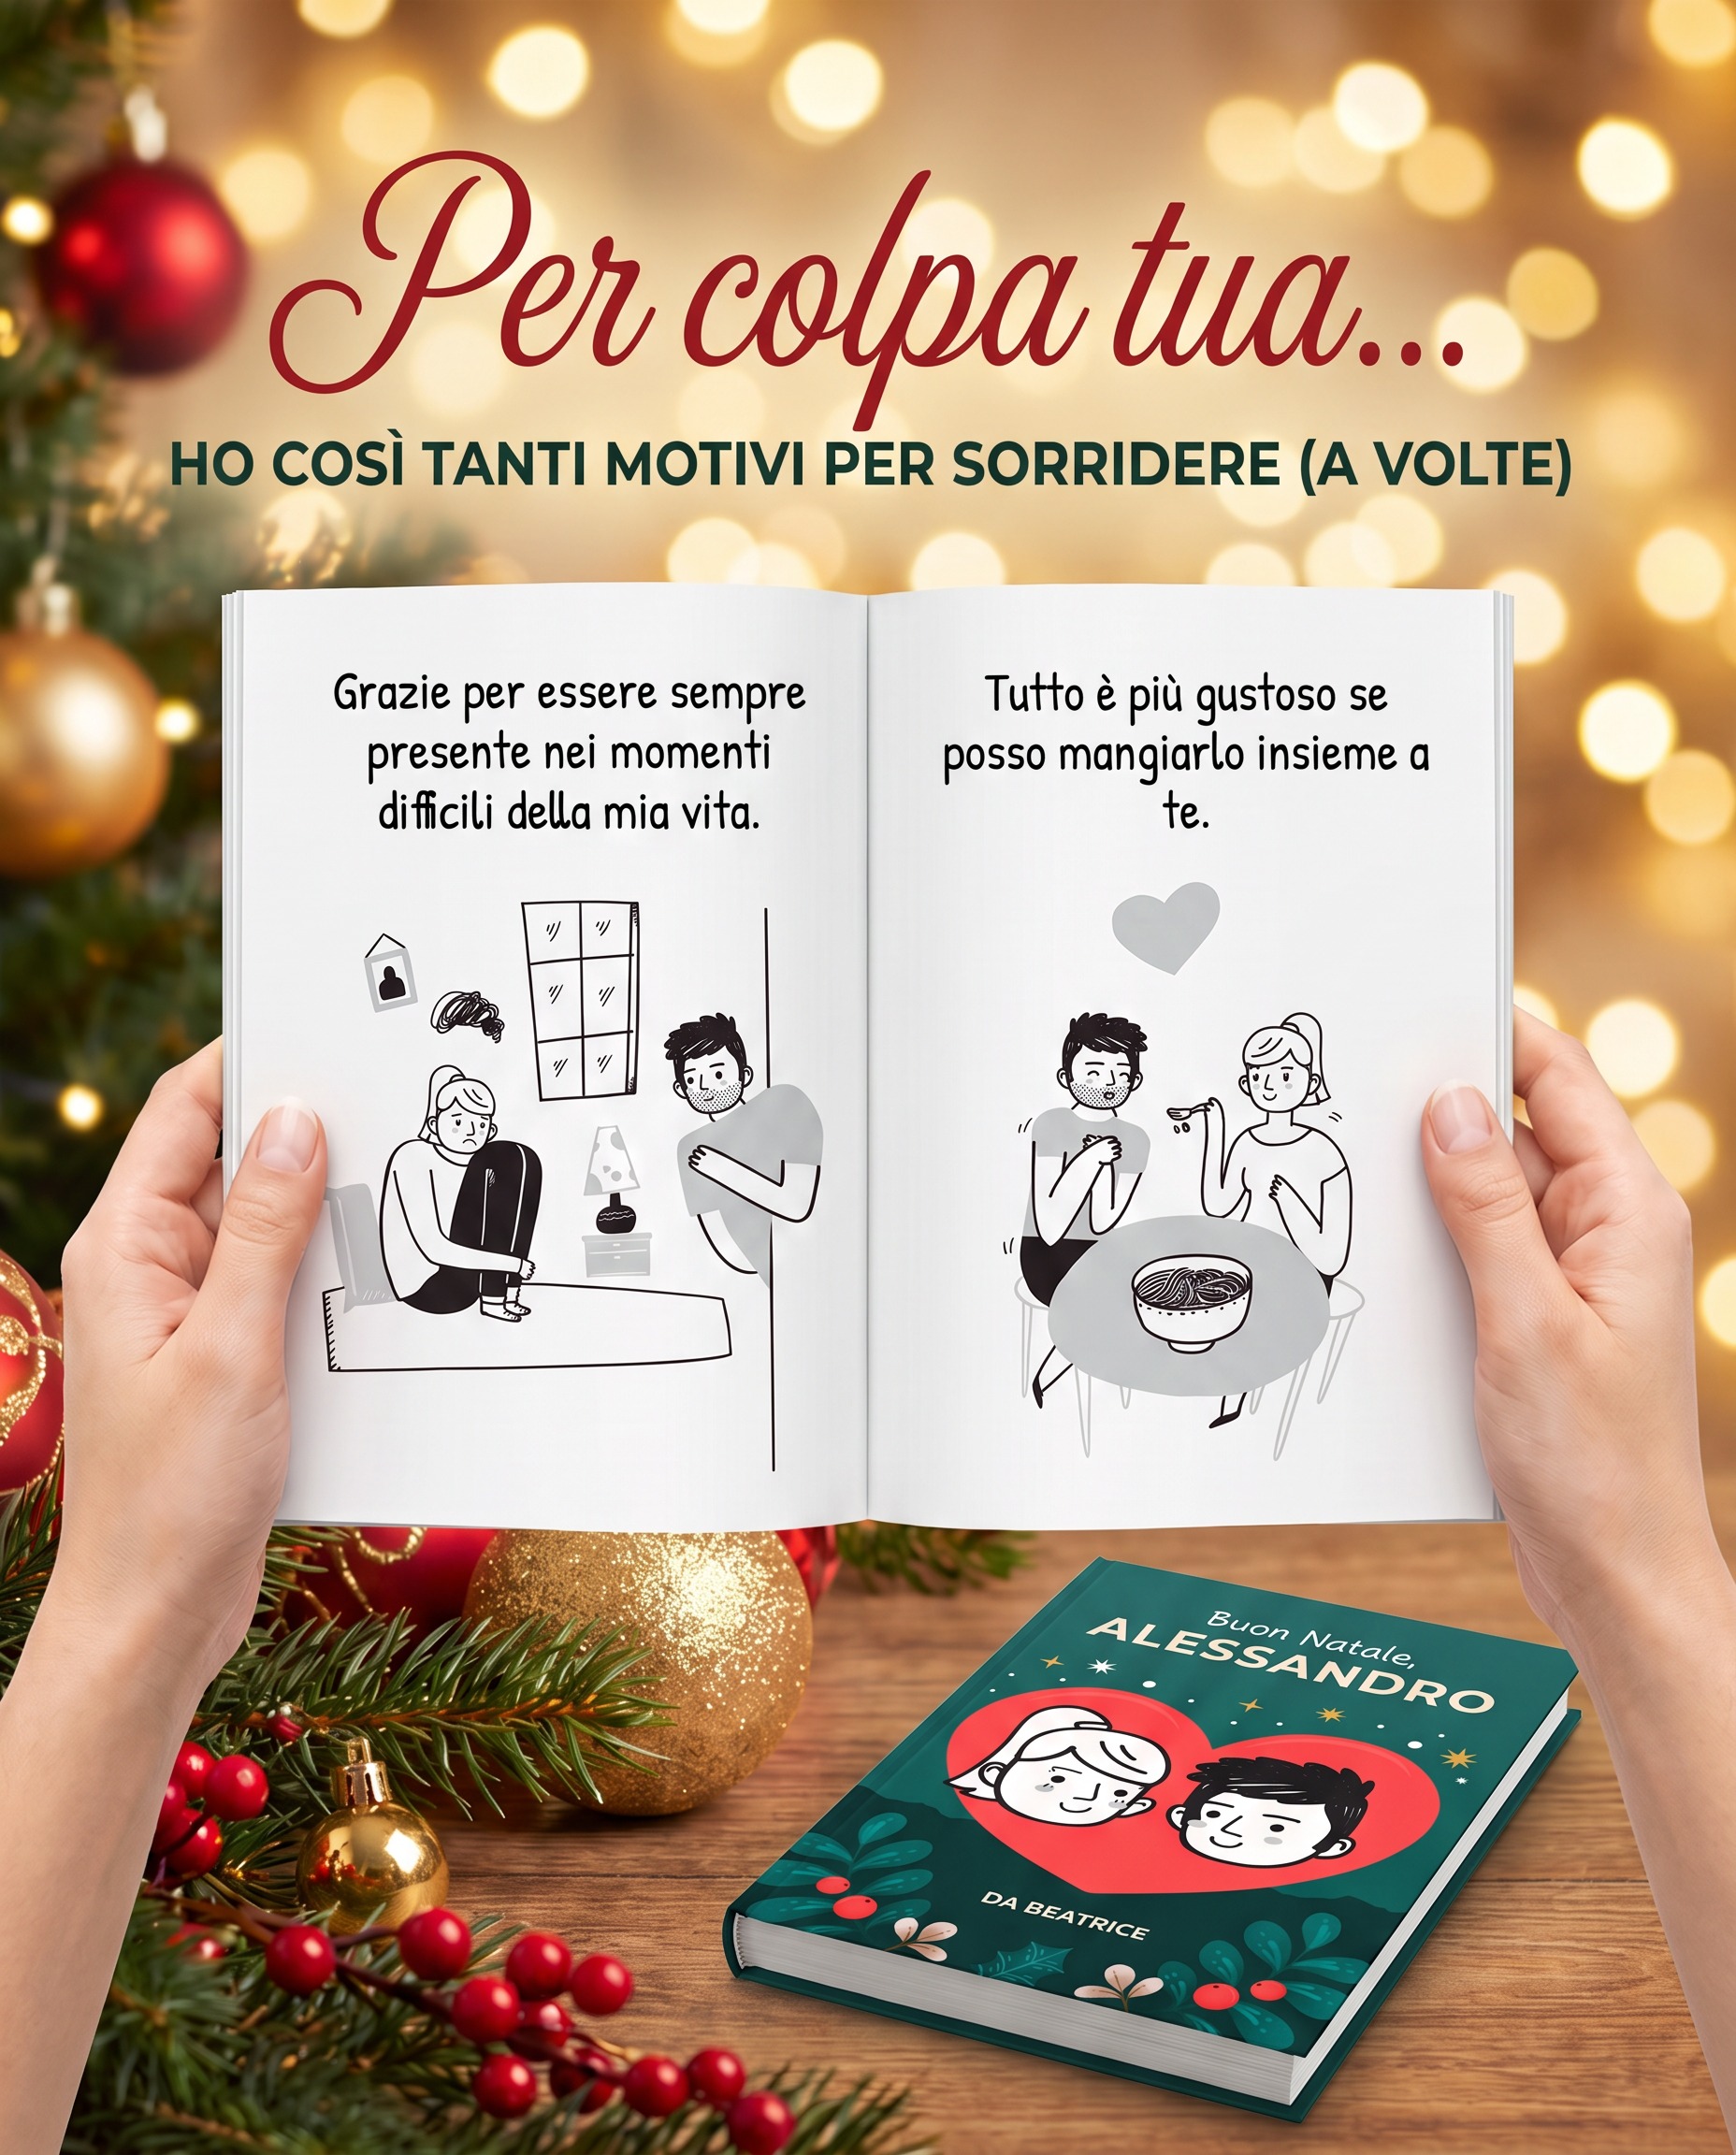 Per colpa tua...
HO COSÌ TANTI MOTIVI PER SORRIDERE (A VOLTE)
Grazie per essere sempre
presente nei momenti
difficili della mia vita.
Tutto è più gustoso se
posso mangiarlo insieme a
te.
Buon Natale,
ALESSANDRO
DA BEATRICE